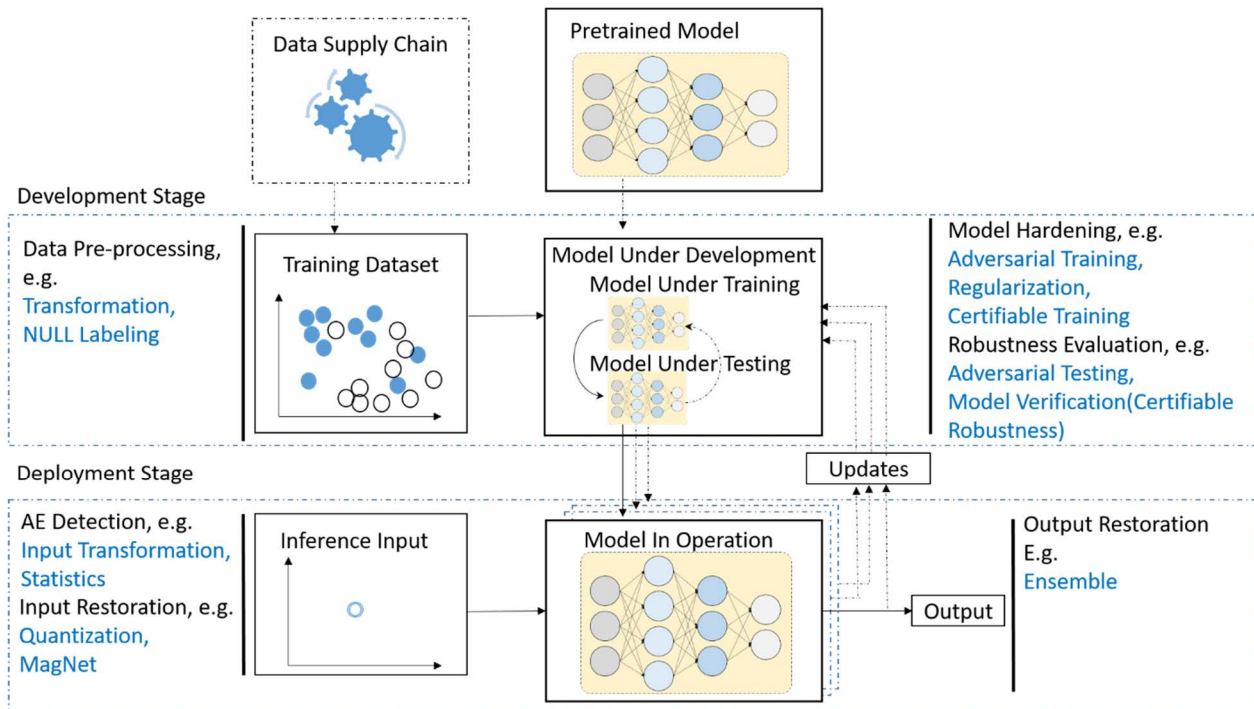 Data Supply Chain
Pretrained Model
Development Stage
Data Pre-processing,
e.g.
Transformation,
NULL Labeling
Training Dataset
Model Under Development
Model Under Training
Model Under Testing
Model Hardening, e.g.
Adversarial Training,
Regularization,
Certifiable Training
Robustness Evaluation, e.g.
Adversarial Testing,
Model Verification(Certifiable
Robustness)
Updates
Deployment Stage
AE Detection, e.g.
Input Transformation,
Statistics
Input Restoration, e.g.
Quantization,
MagNet
Inference Input
Model In Operation
Output
Output Restoration
E.g.
Ensemble